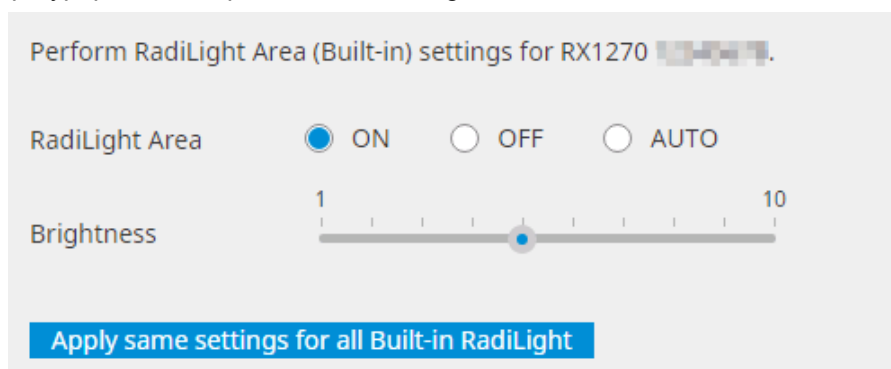 Perform RadiLight Area (Built-in) settings for RX1270 .
RadiLight Area ON OFF AUTO
1 10
Brightness
Apply same settings for all Built-in RadiLight